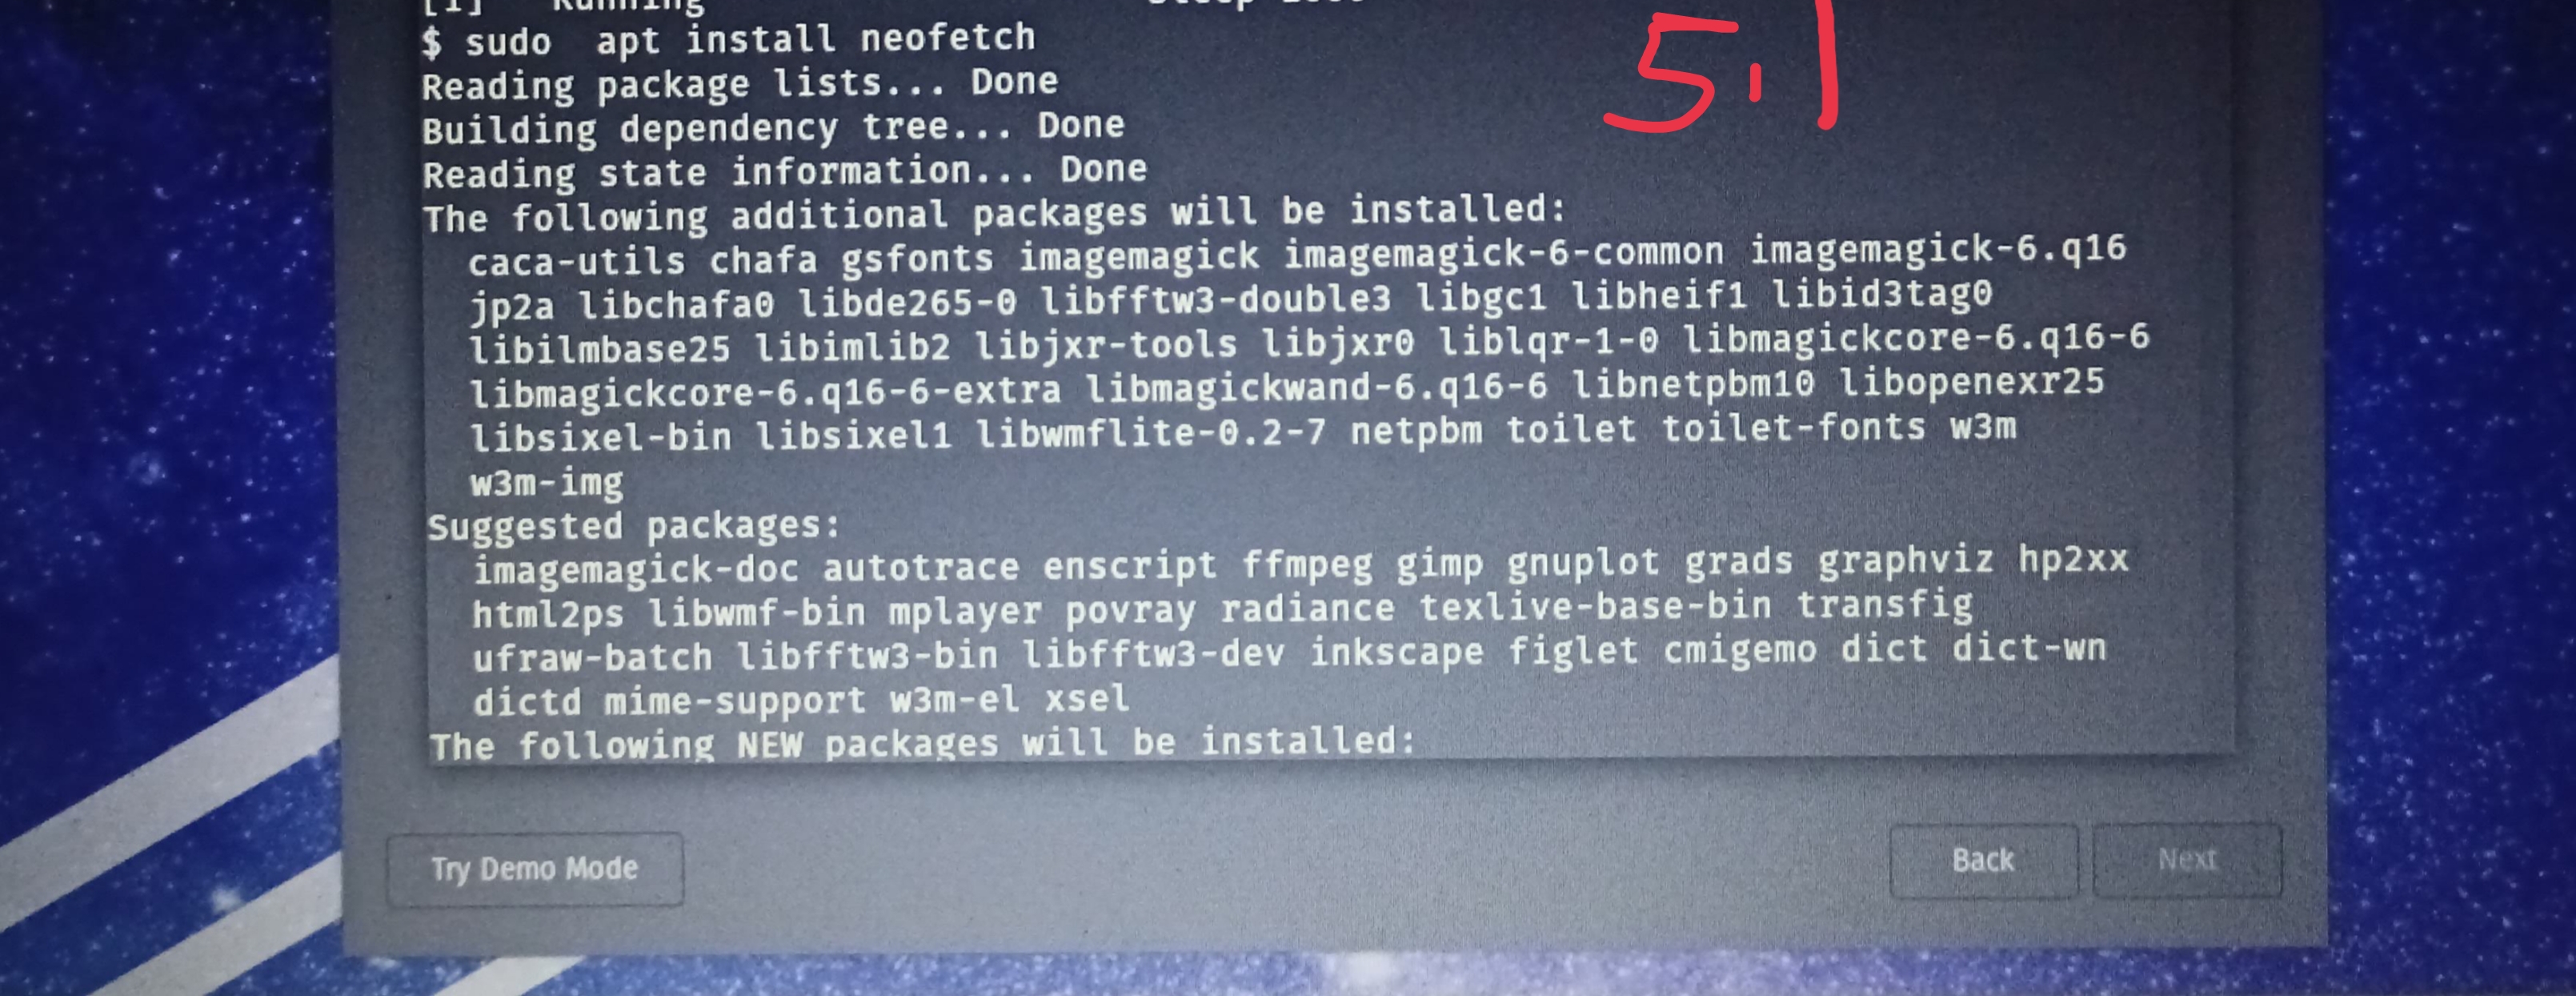 [1]   Running
5.1
$ sudo  apt install neofetch
Reading package lists... Done
Building dependency tree... Done
Reading state information... Done
The following additional packages will be installed:
  caca-utils chafa gsfonts imagemagick imagemagick-6-common imagemagick-6.q16
  jp2a libchafa0 libde265-0 libfftw3-double3 libgc1 libheif1 libid3tag0
  libilmbase25 libimlib2 libjxr-tools libjxr0 liblqr-1-0 libmagickcore-6.q16-6
  libmagickcore-6.q16-6-extra libmagickwand-6.q16-6 libnetpbm10 libopenexr25
  libsixel-bin libsixel1 libwmflite-0.2-7 netpbm toilet toilet-fonts w3m
  w3m-img
Suggested packages:
  imagemagick-doc autotrace enscript ffmpeg gimp gnuplot grads graphviz hp2xx
  html2ps libwmf-bin mplayer povray radiance texlive-base-bin transfig
  ufraw-batch libfftw3-bin libfftw3-dev inkscape figlet cmigemo dict dict-wn
  dictd mime-support w3m-el xsel
The following NEW packages will be installed:
Try Demo Mode
Back
Next